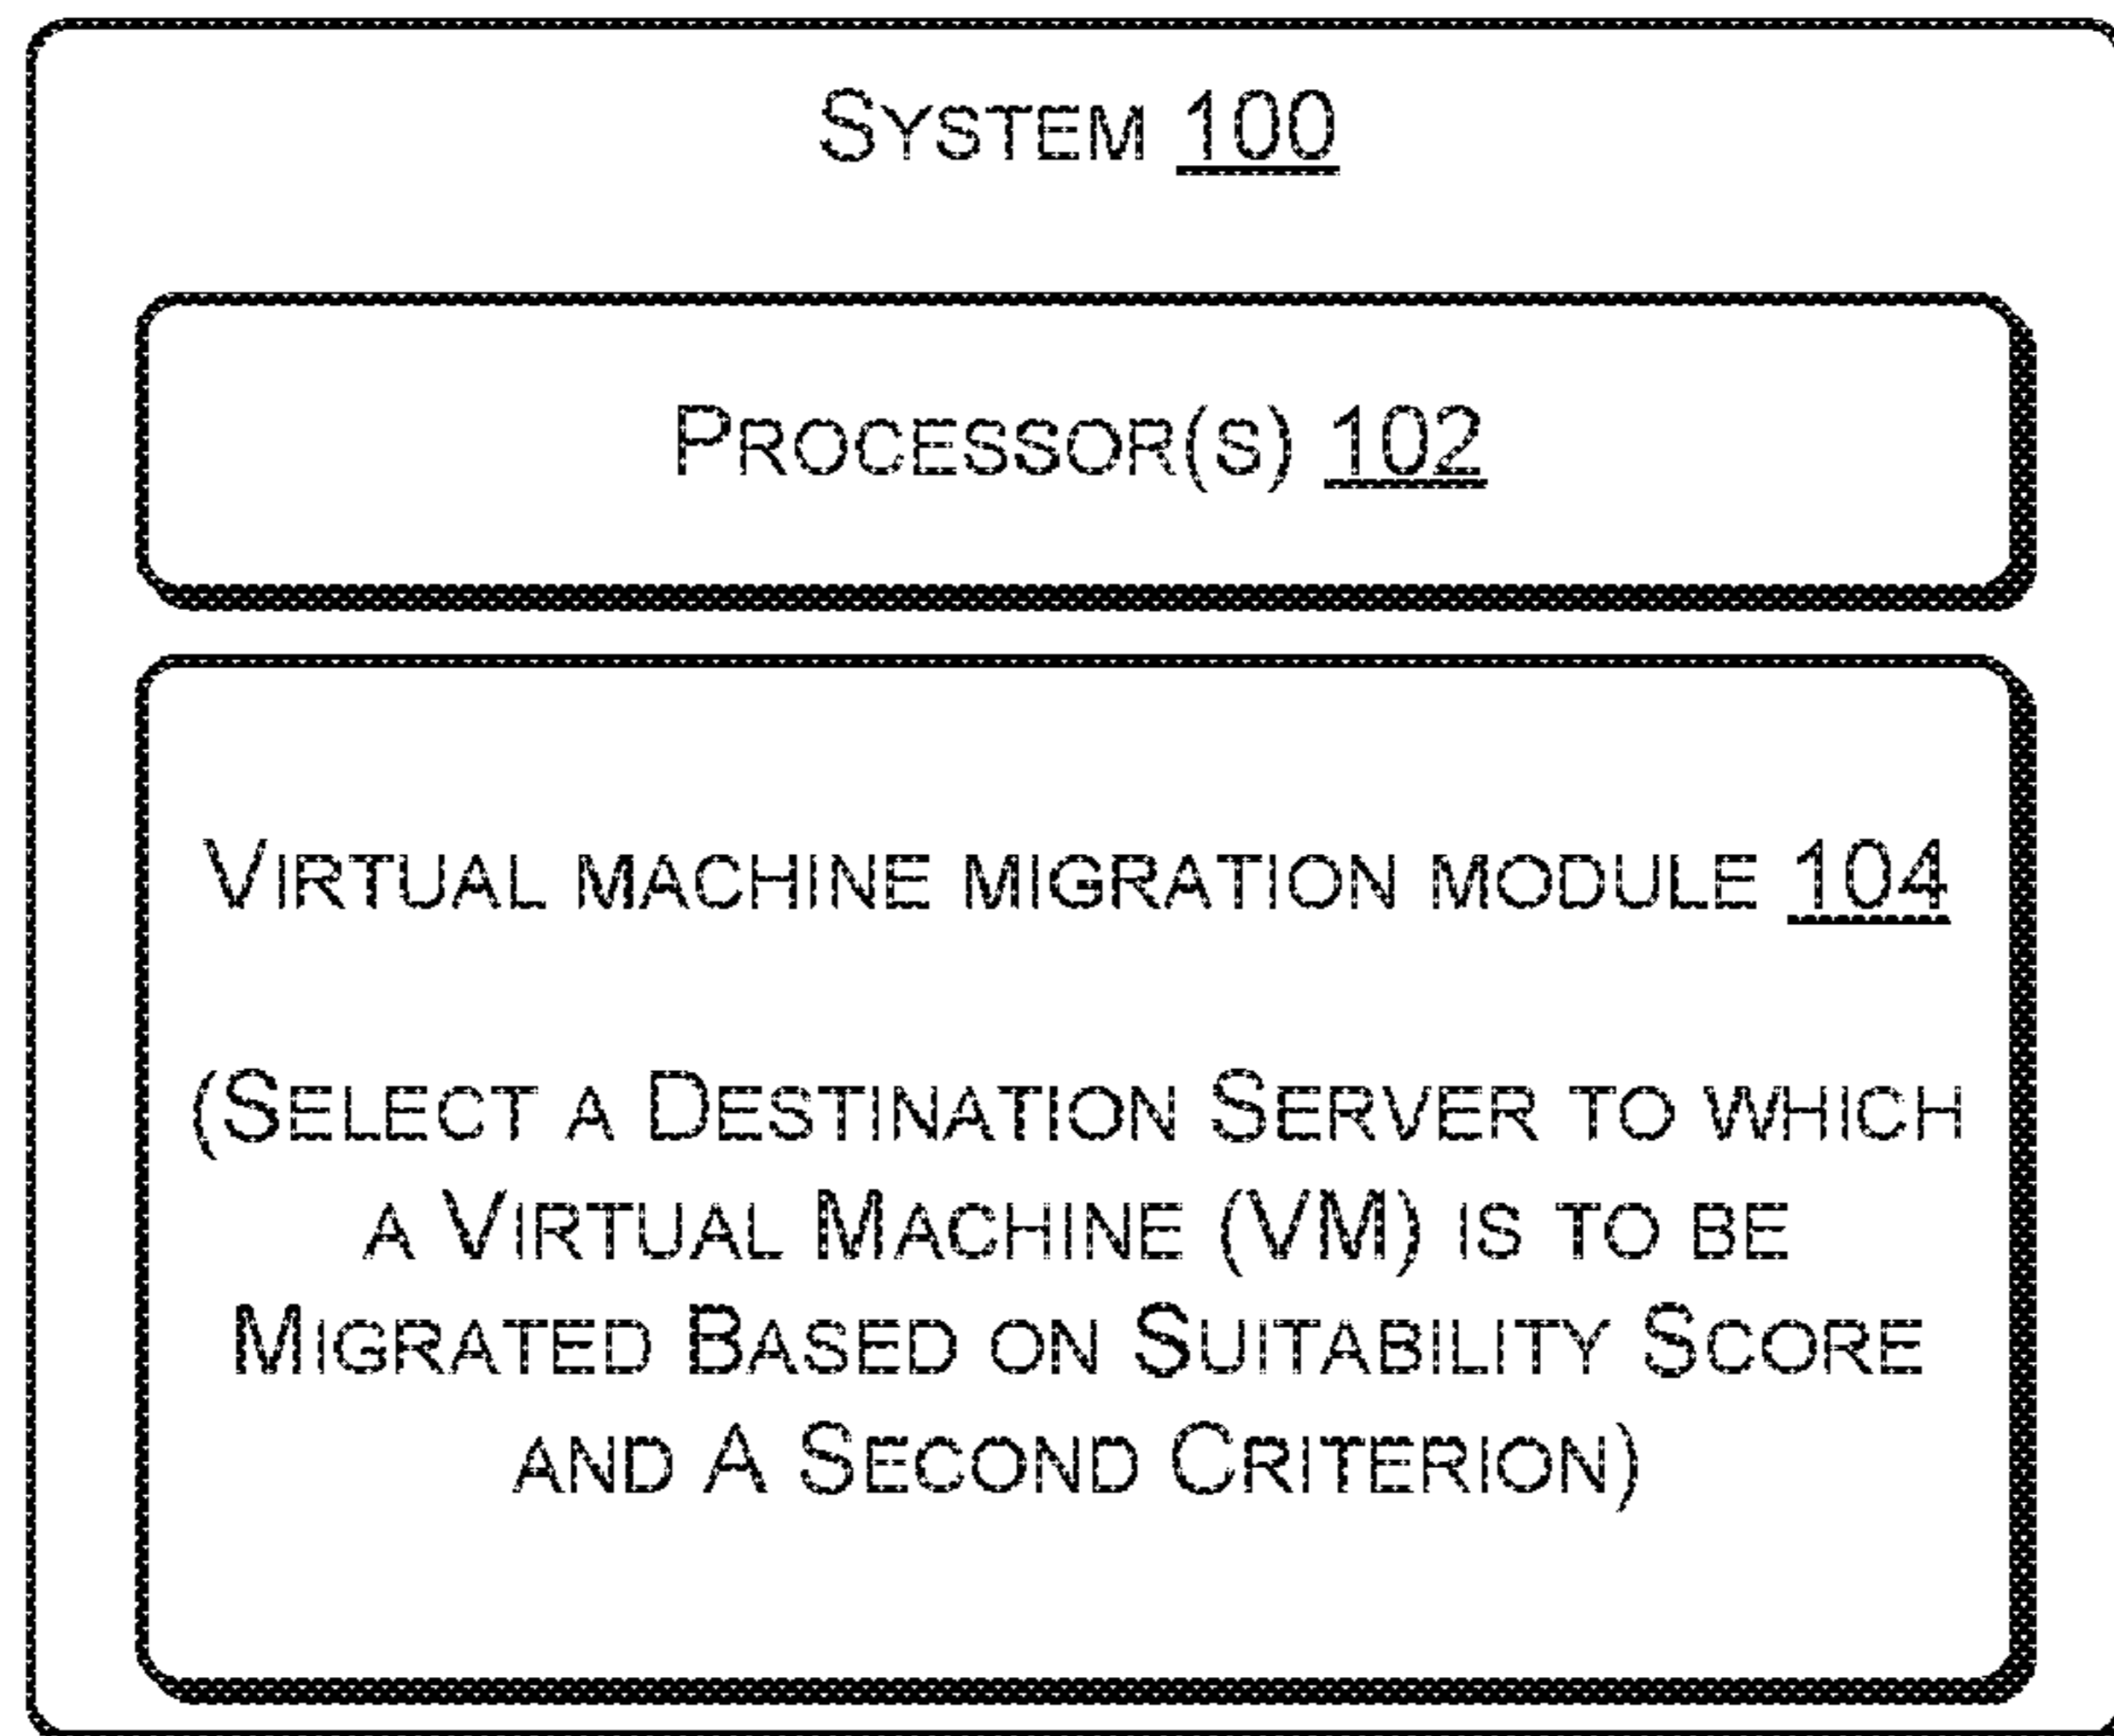 SYSTEM 100
PROCESSOR(S) 102
VIRTUAL MACHINE MIGRATION MODULE 104
(SELECT A DESTINATION SERVER TO WHICH
A VIRTUAL MACHINE (VM) IS TO BE
MIGRATED BASED ON SUITABILITY SCORE
AND A SECOND CRITERION)